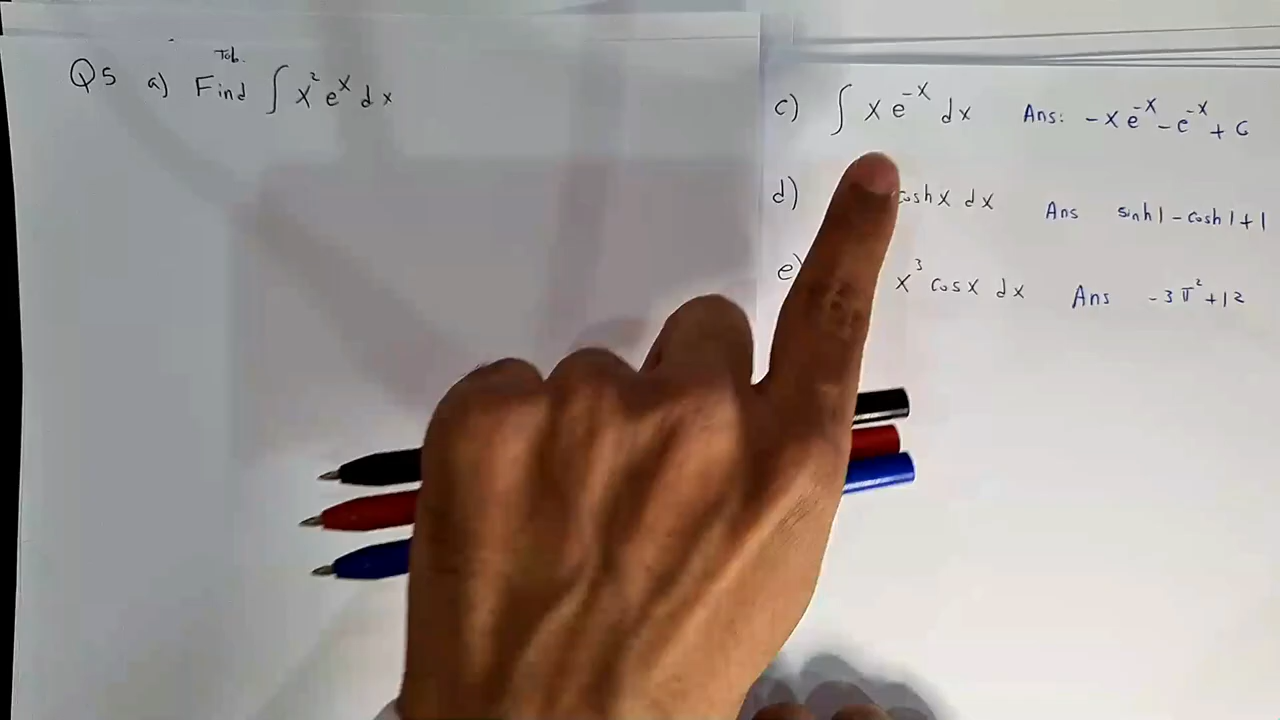 Tab.
Q5 a) Find ∫ x² eˣ dx
c) ∫ x e⁻ˣ dx Ans: -x e⁻ˣ - e⁻ˣ + C
d) cosh x dx Ans sinh 1 - cosh 1 + 1
e) x³ cos x dx Ans -3π² + 12